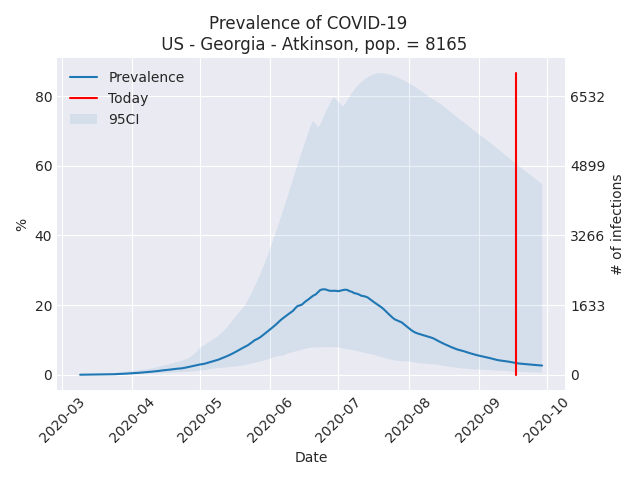 Prevalence of COVID-19
US - Georgia - Atkinson, pop. = 8165
Prevalence
Today
95CI
80
60
40
20
0
%
6532
4899
3266
1633
0
# of infections
2020-03
2020-04
2020-05
2020-06
2020-07
2020-08
2020-09
2020-10
Date